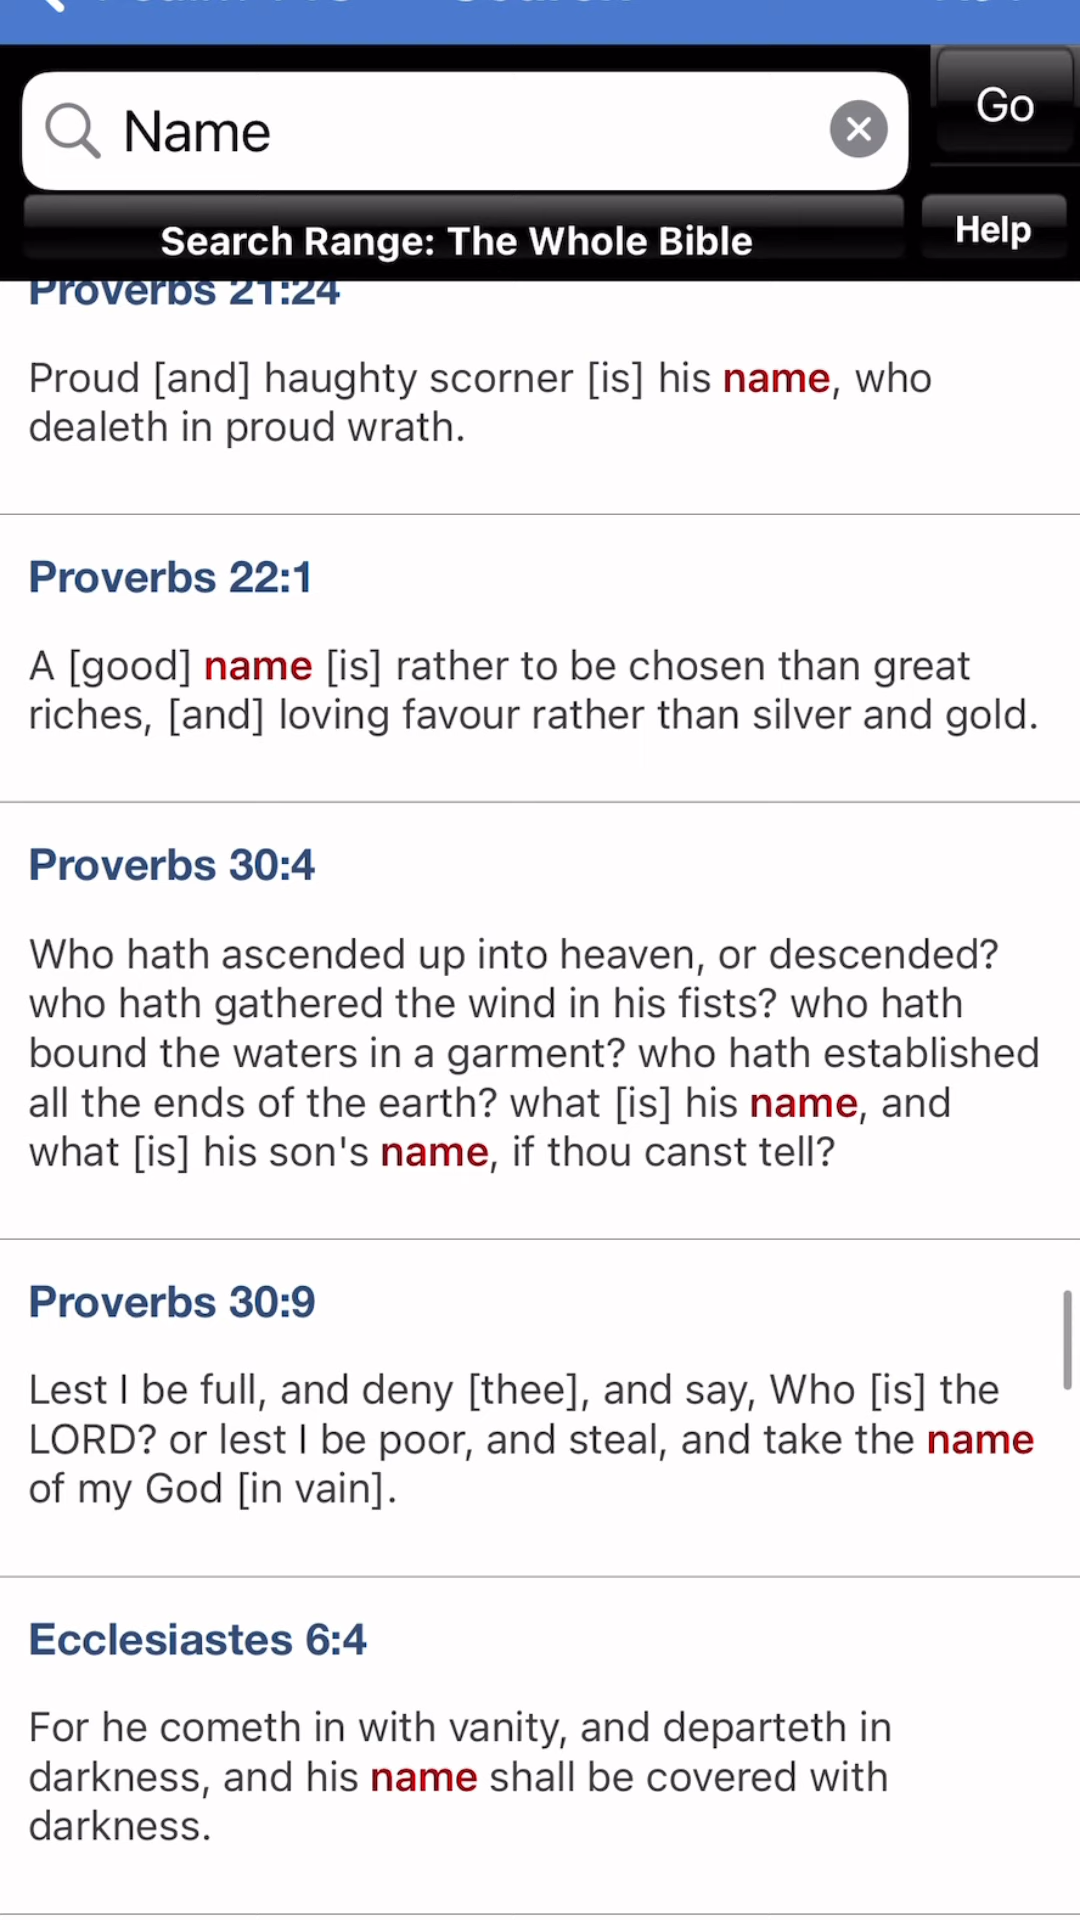 Name
Go
Search Range: The Whole Bible
Help
Proverbs 21:24
Proud [and] haughty scorner [is] his name, who
dealeth in proud wrath.
Proverbs 22:1
A [good] name [is] rather to be chosen than great
riches, [and] loving favour rather than silver and gold.
Proverbs 30:4
Who hath ascended up into heaven, or descended?
who hath gathered the wind in his fists? who hath
bound the waters in a garment? who hath established
all the ends of the earth? what [is] his name, and
what [is] his son's name, if thou canst tell?
Proverbs 30:9
Lest I be full, and deny [thee], and say, Who [is] the
LORD? or lest I be poor, and steal, and take the name
of my God [in vain].
Ecclesiastes 6:4
For he cometh in with vanity, and departeth in
darkness, and his name shall be covered with
darkness.